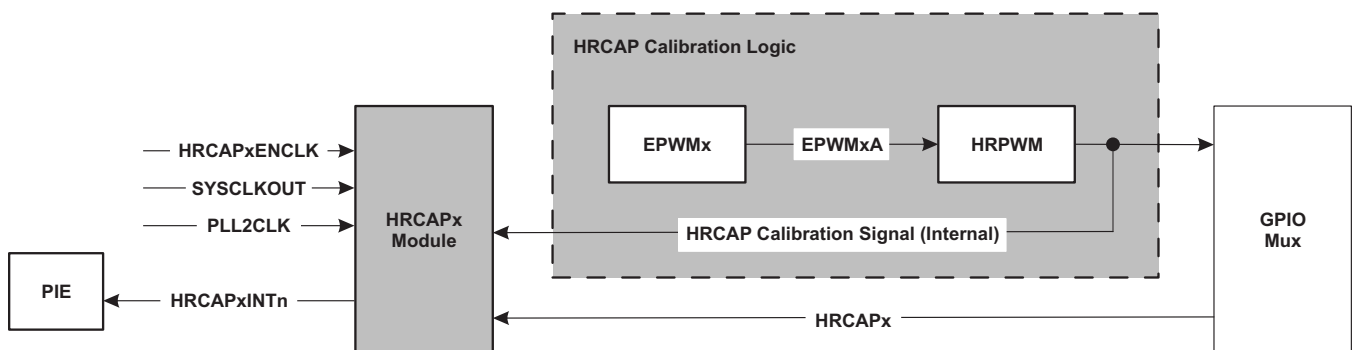 HRCAP Calibration Logic
EPWMx
EPWMxA
HRPWM
HRCAPxENCLK
SYSCLKOUT
PLL2CLK
HRCAPx
Module
HRCAP Calibration Signal (Internal)
GPIO
Mux
PIE
HRCAPxINTn
HRCAPx